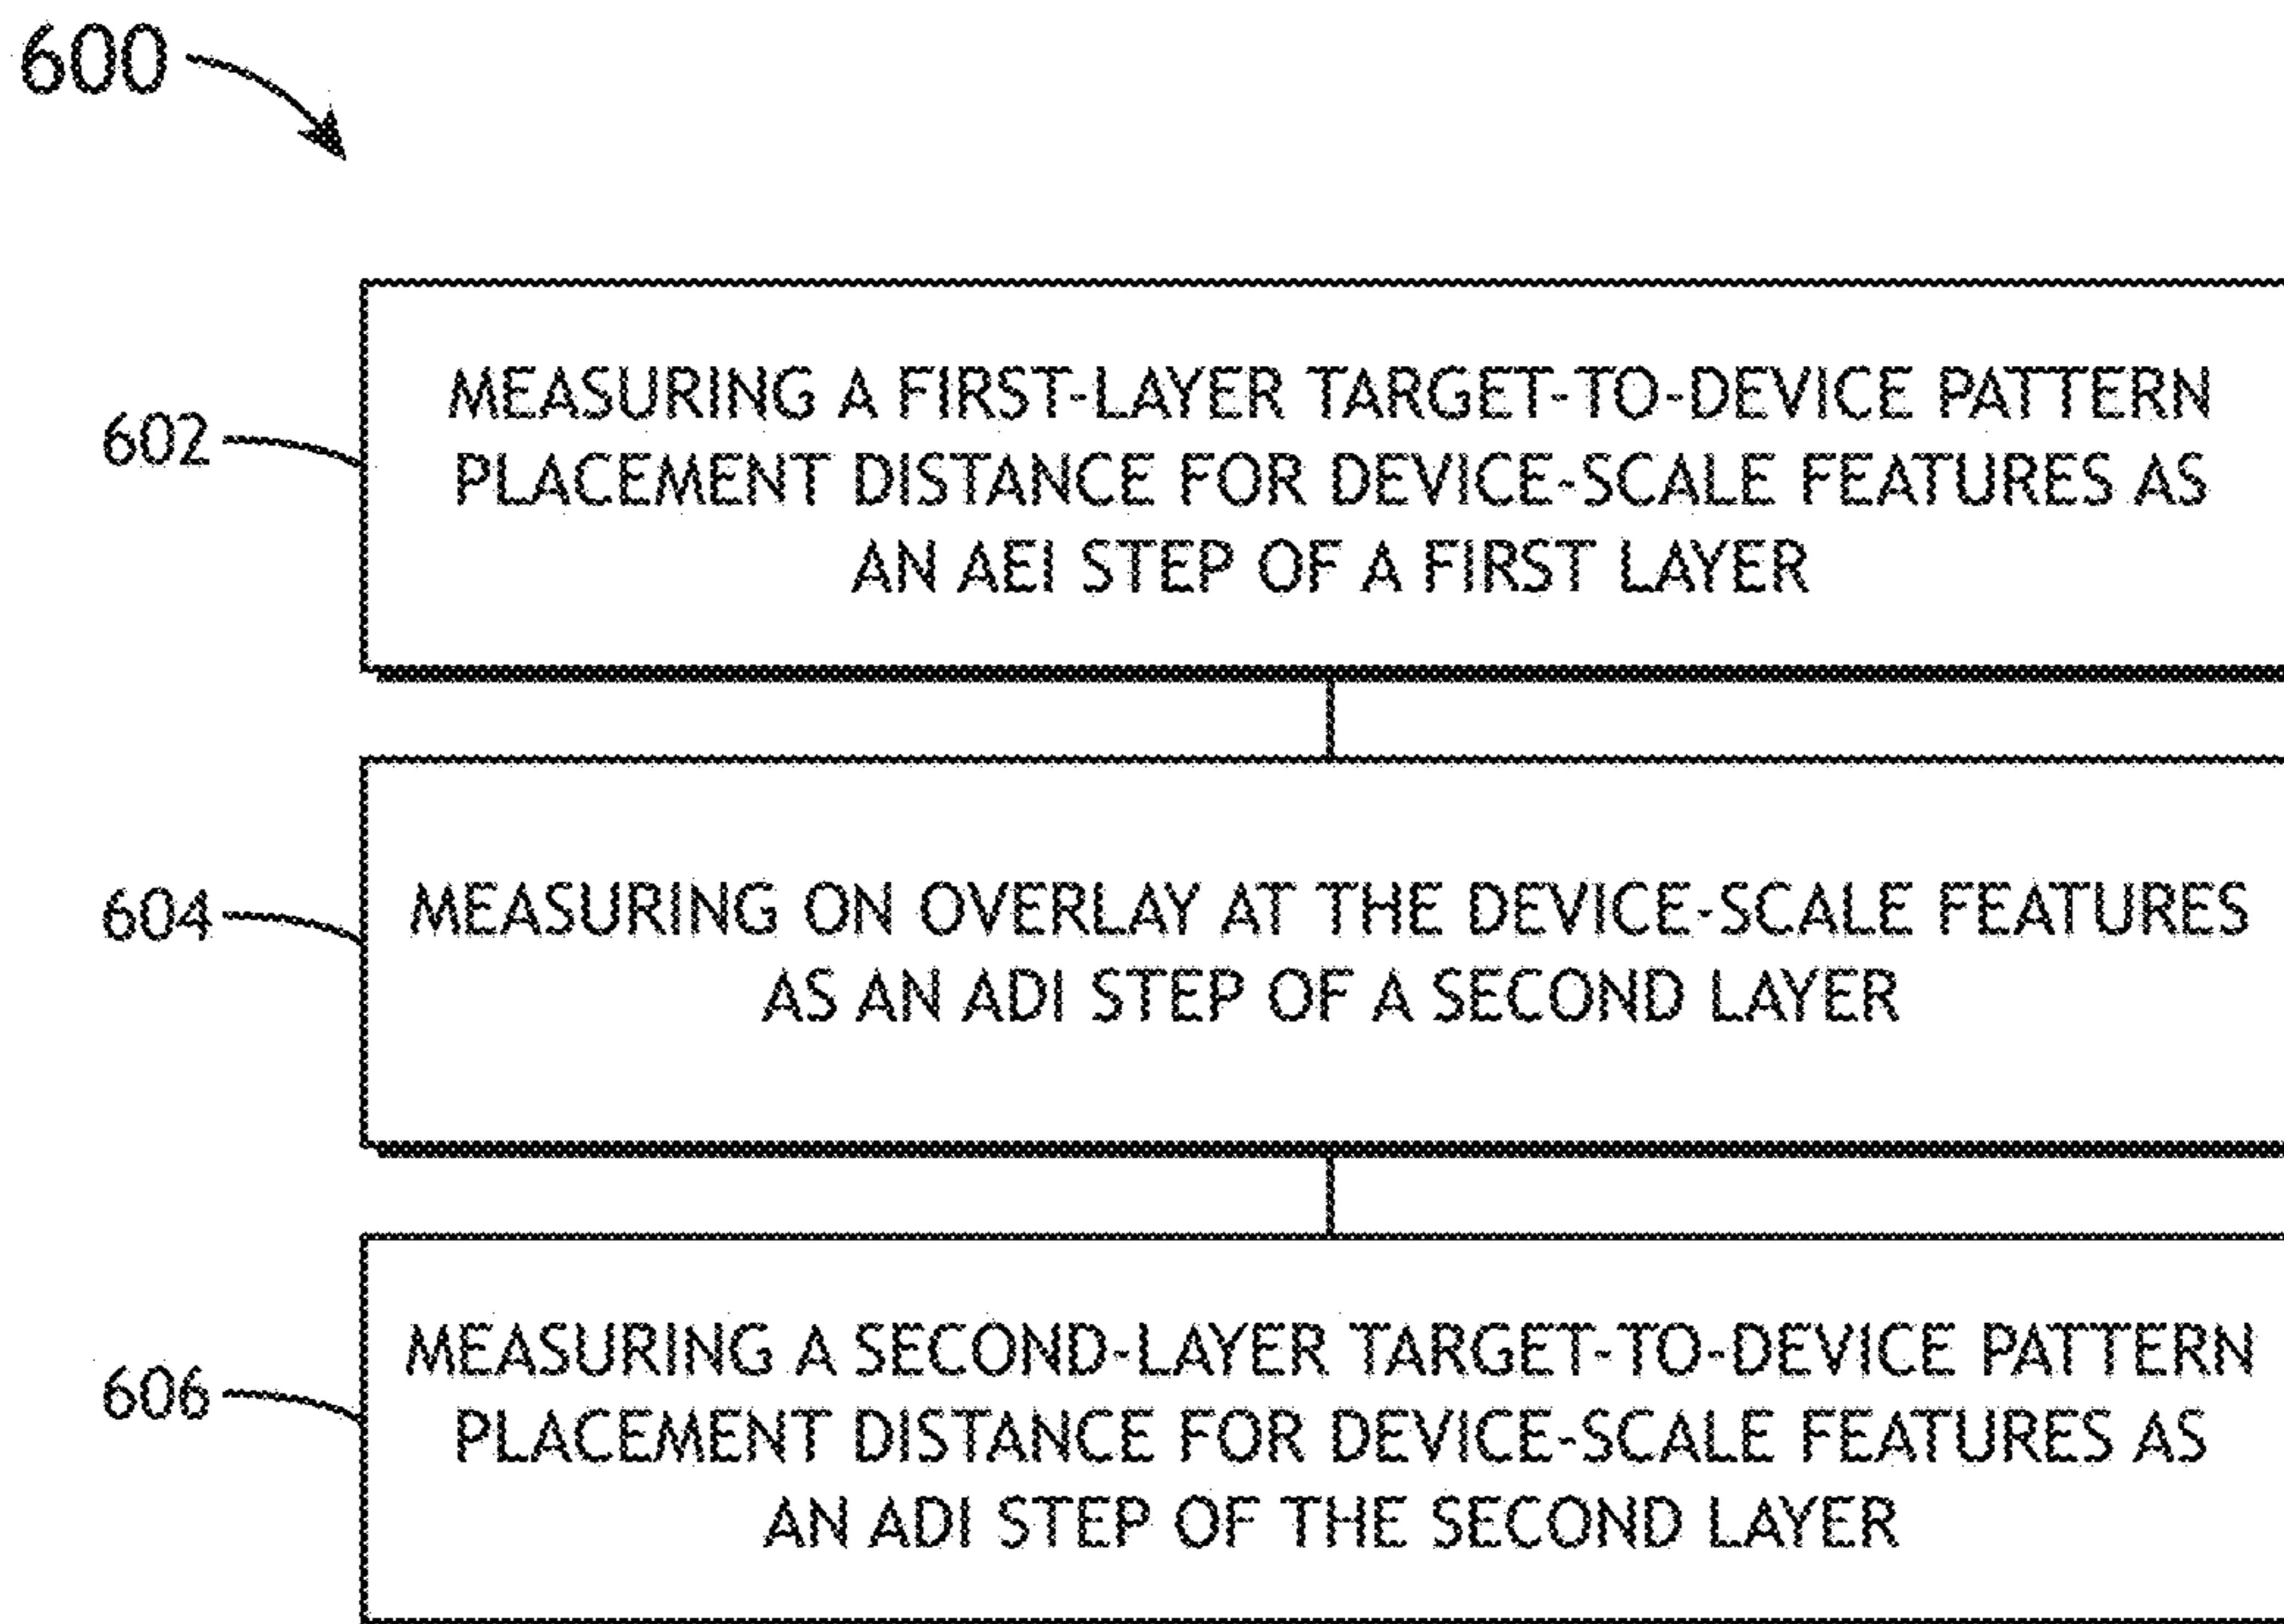 600
602
MEASURING A FIRST-LAYER TARGET-TO-DEVICE PATTERN
PLACEMENT DISTANCE FOR DEVICE-SCALE FEATURES AS
AN AEI STEP OF A FIRST LAYER
604
MEASURING ON OVERLAY AT THE DEVICE-SCALE FEATURES
AS AN ADI STEP OF A SECOND LAYER
606
MEASURING A SECOND-LAYER TARGET-TO-DEVICE PATTERN
PLACEMENT DISTANCE FOR DEVICE-SCALE FEATURES AS
AN ADI STEP OF THE SECOND LAYER